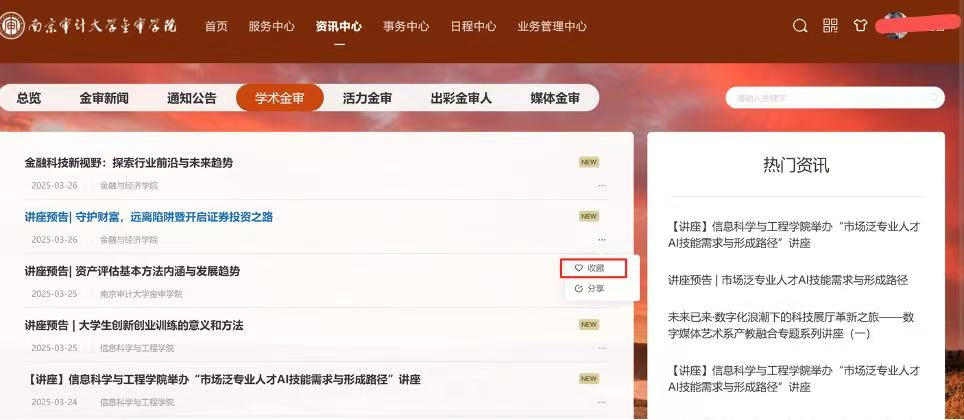 南京审计大学金审学院
首页 服务中心 资讯中心 事务中心 日程中心 业务管理中心
总览 金审新闻 通知公告 学术金审 活力金审 出彩金审人 媒体金审
请输入关键字
金融科技新视野：探索行业前沿与未来趋势 NEW
2025-03-26 金融与经济学院 ...
讲座预告| 守护财富，远离陷阱暨开启证券投资之路 NEW
2025-03-26 金融与经济学院 ...
讲座预告| 资产评估基本方法内涵与发展趋势
2025-03-25 南京审计大学金审学院
收藏
分享
讲座预告 | 大学生创新创业训练的意义和方法 NEW
2025-03-25 信息科学与工程学院 ...
【讲座】信息科学与工程学院举办“市场泛专业人才AI技能需求与形成路径”讲座 NEW
2025-03-24 信息科学与工程学院 ...
热门资讯
【讲座】信息科学与工程学院举办“市场泛专业人才
AI技能需求与形成路径”讲座
讲座预告 | 市场泛专业人才AI技能需求与形成路径
未来已来·数字化浪潮下的科技展厅革新之旅——数
字媒体艺术系产教融合专题系列讲座（一）
【讲座】信息科学与工程学院举办“市场泛专业人才
AI技能需求与形成路径”讲座